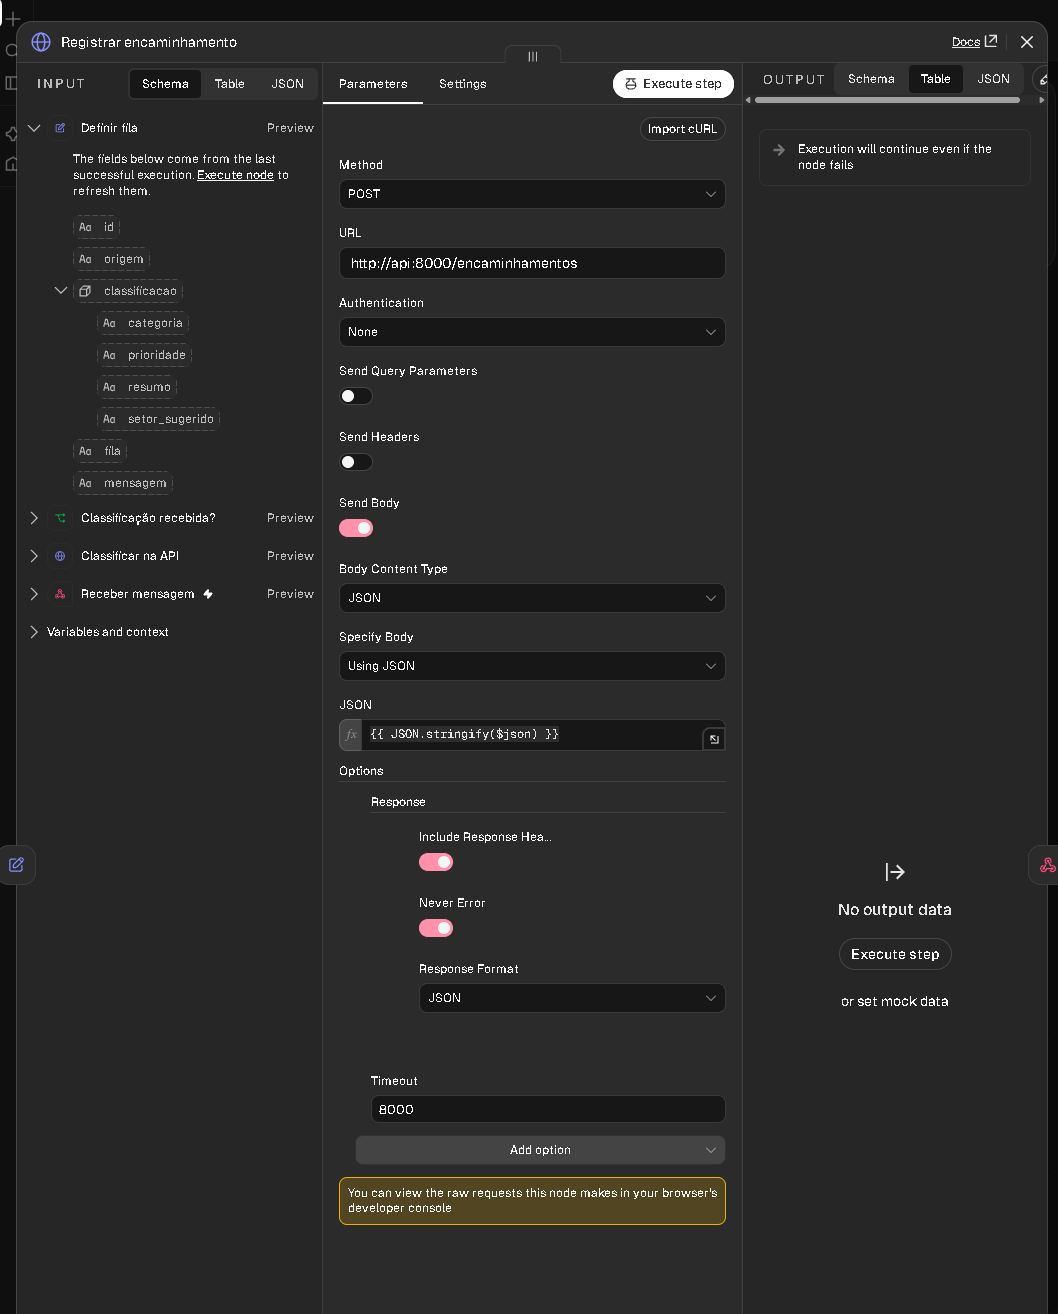 Registrar encaminhamento
Docs
INPUT
Schema
Table
JSON
Definir fila
Preview
The fields below come from the last
successful execution. Execute node to
refresh them.
Aa id
Aa origem
classificacao
Aa categoria
Aa prioridade
Aa resumo
Aa setor_sugerido
Aa fila
Aa mensagem
Classificação recebida?
Preview
Classificar na API
Preview
Receber mensagem
Preview
Variables and context
Parameters
Settings
Execute step
Import cURL
Method
POST
URL
http://api:8000/encaminhamentos
Authentication
None
Send Query Parameters
Send Headers
Send Body
Body Content Type
JSON
Specify Body
Using JSON
JSON
fx {{ JSON.stringify($json) }}
Options
Response
Include Response Hea...
Never Error
Response Format
JSON
Timeout
8000
Add option
You can view the raw requests this node makes in your browser's
developer console
OUTPUT
Schema
Table
JSON
Execution will continue even if the
node fails
No output data
Execute step
or set mock data